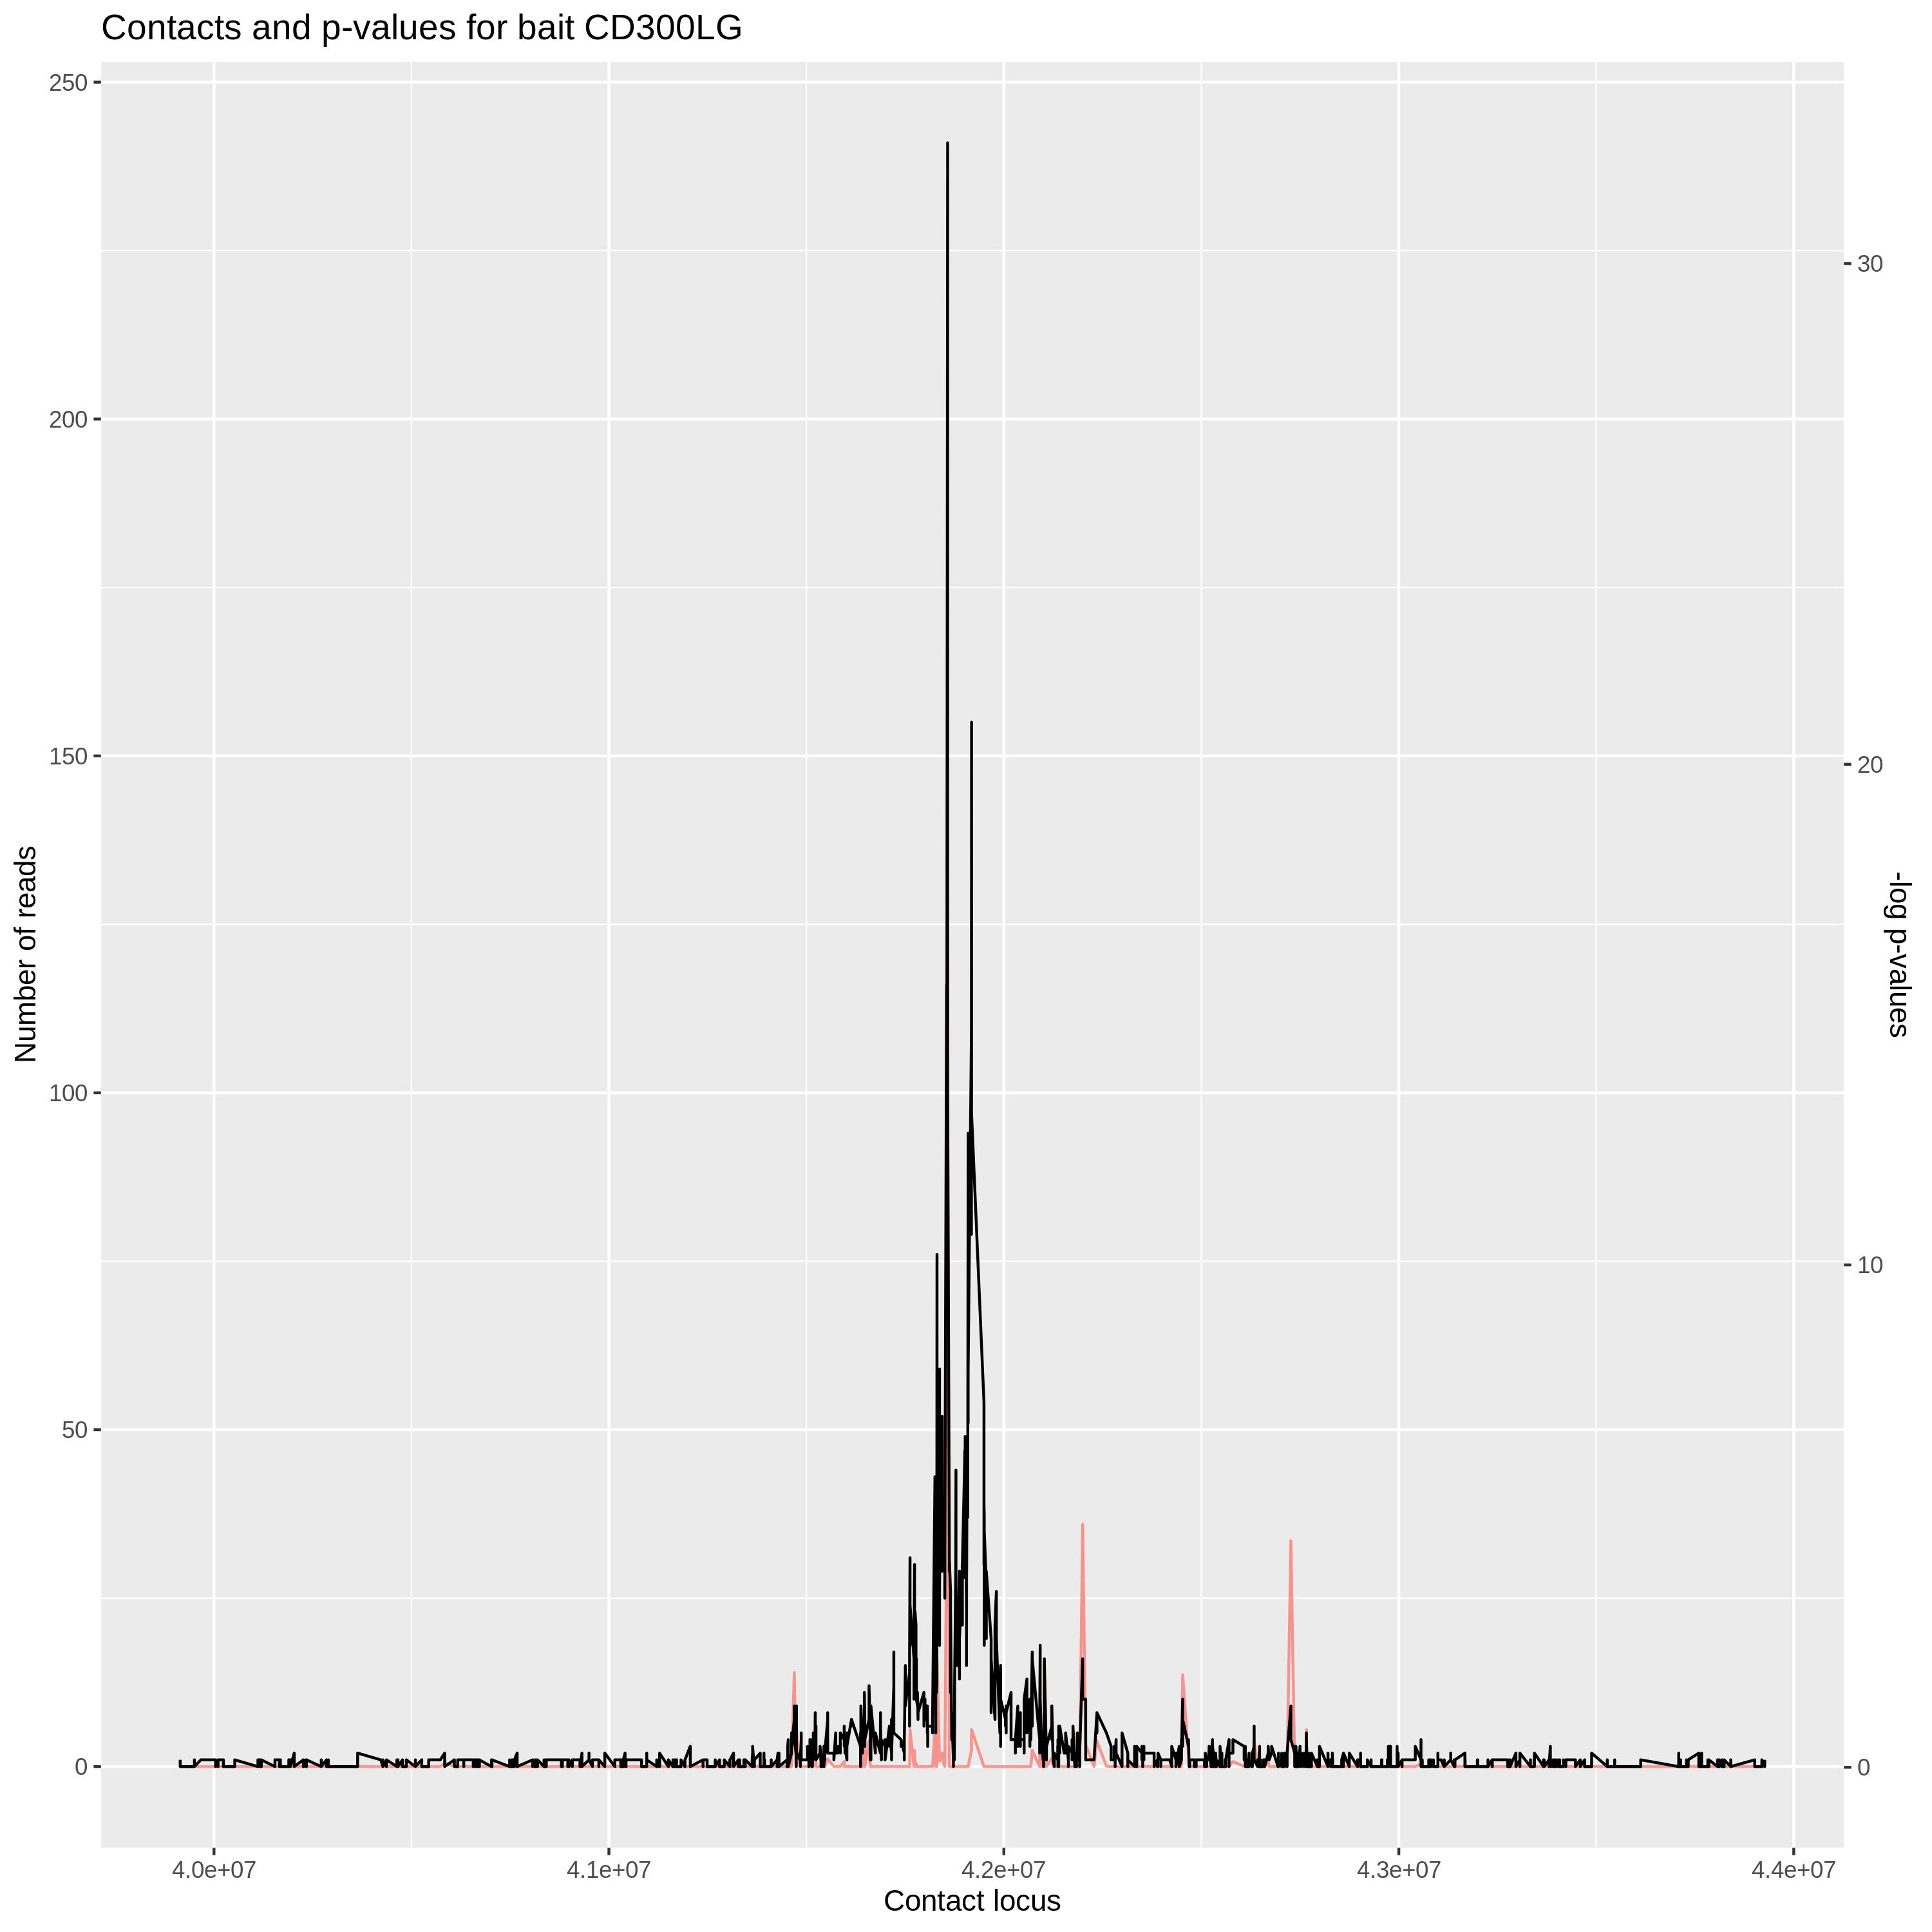 Contacts and p-values for bait CD300LG
250
200
150
100
50
0
Number of reads
30
20
10
0
-log p-values
4.0e+07
4.1e+07
4.2e+07
4.3e+07
4.4e+07
Contact locus